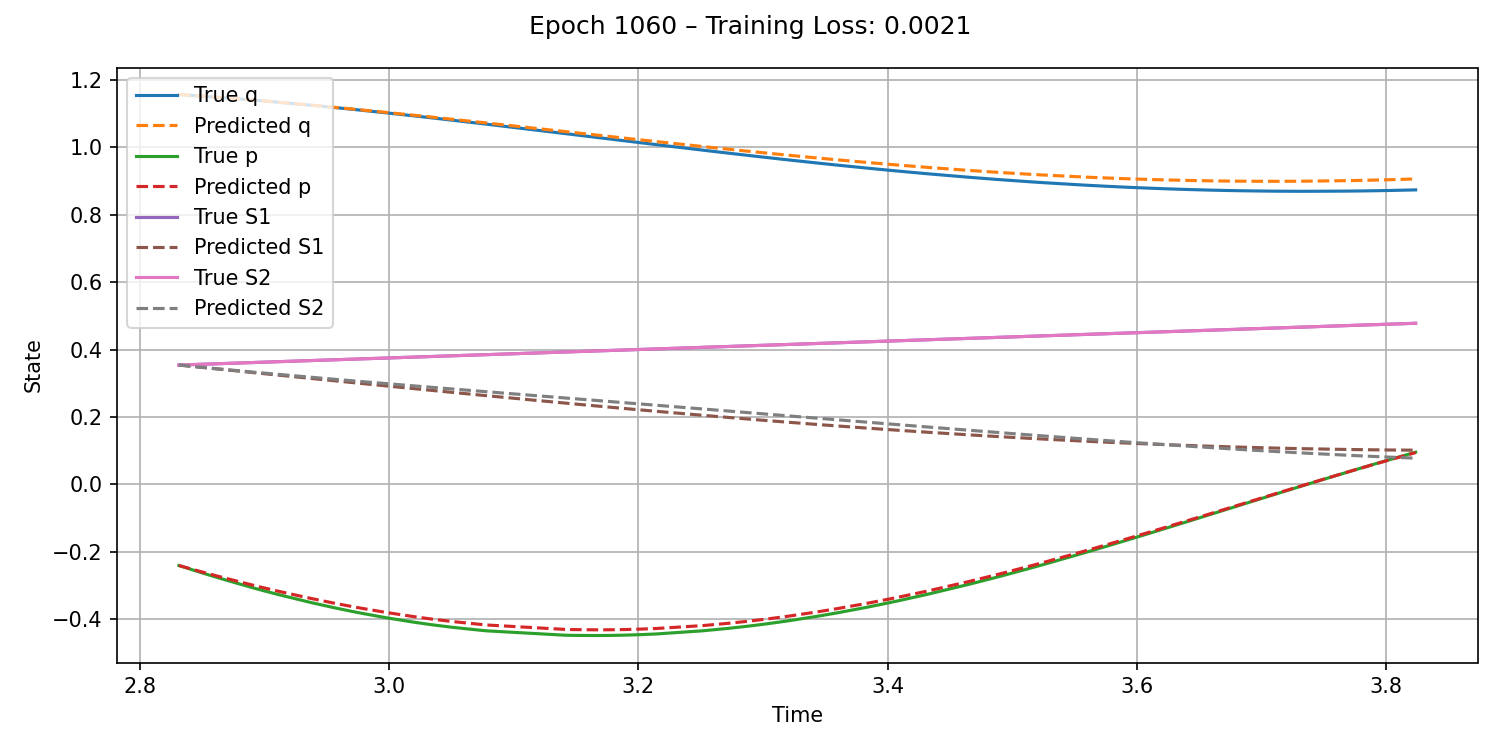 Epoch 1060 – Training Loss: 0.0021
1.2
1.0
0.8
0.6
0.4
0.2
0.0
−0.2
−0.4
State
True q
Predicted q
True p
Predicted p
True S1
Predicted S1
True S2
Predicted S2
2.8 3.0 3.2 3.4 3.6 3.8
Time